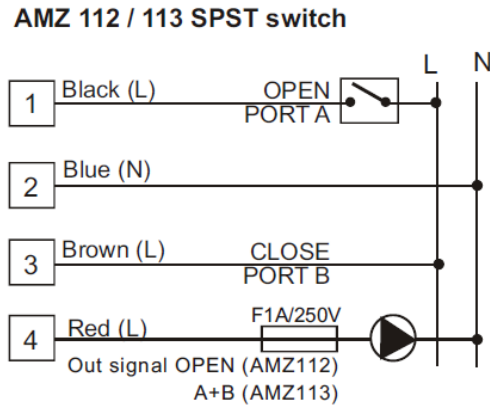 AMZ 112 / 113 SPST switch
L N
1 Black (L) OPEN
PORT A
2 Blue (N)
3 Brown (L) CLOSE
PORT B
F1A/250V
4 Red (L)
Out signal OPEN (AMZ112)
A+B (AMZ113)